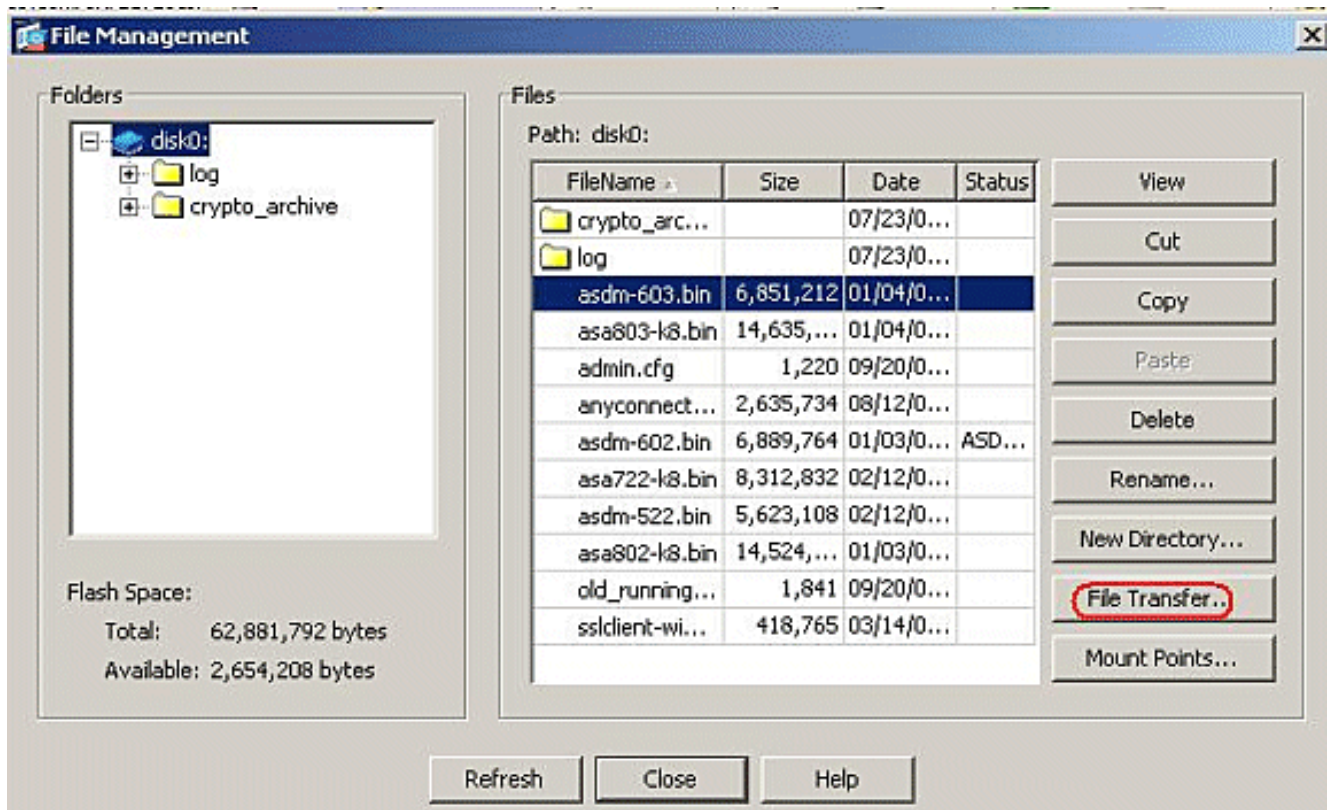 File Management
Folders
disk0:
log
crypto_archive
Flash Space:
Total: 62,881,792 bytes
Available: 2,654,208 bytes
Files
Path: disk0:
FileName Size Date Status
crypto_arc... 07/23/0...
log 07/23/0...
asdm-603.bin 6,851,212 01/04/0...
asa803-k8.bin 14,635,... 01/04/0...
admin.cfg 1,220 09/20/0...
anyconnect... 2,635,734 08/12/0...
asdm-602.bin 6,889,764 01/03/0... ASD...
asa722-k8.bin 8,312,832 02/12/0...
asdm-522.bin 5,623,108 02/12/0...
asa802-k8.bin 14,524,... 01/03/0...
old_running... 1,841 09/20/0...
sslclient-wi... 418,765 03/14/0...
View
Cut
Copy
Paste
Delete
Rename...
New Directory...
File Transfer..
Mount Points...
Refresh Close Help